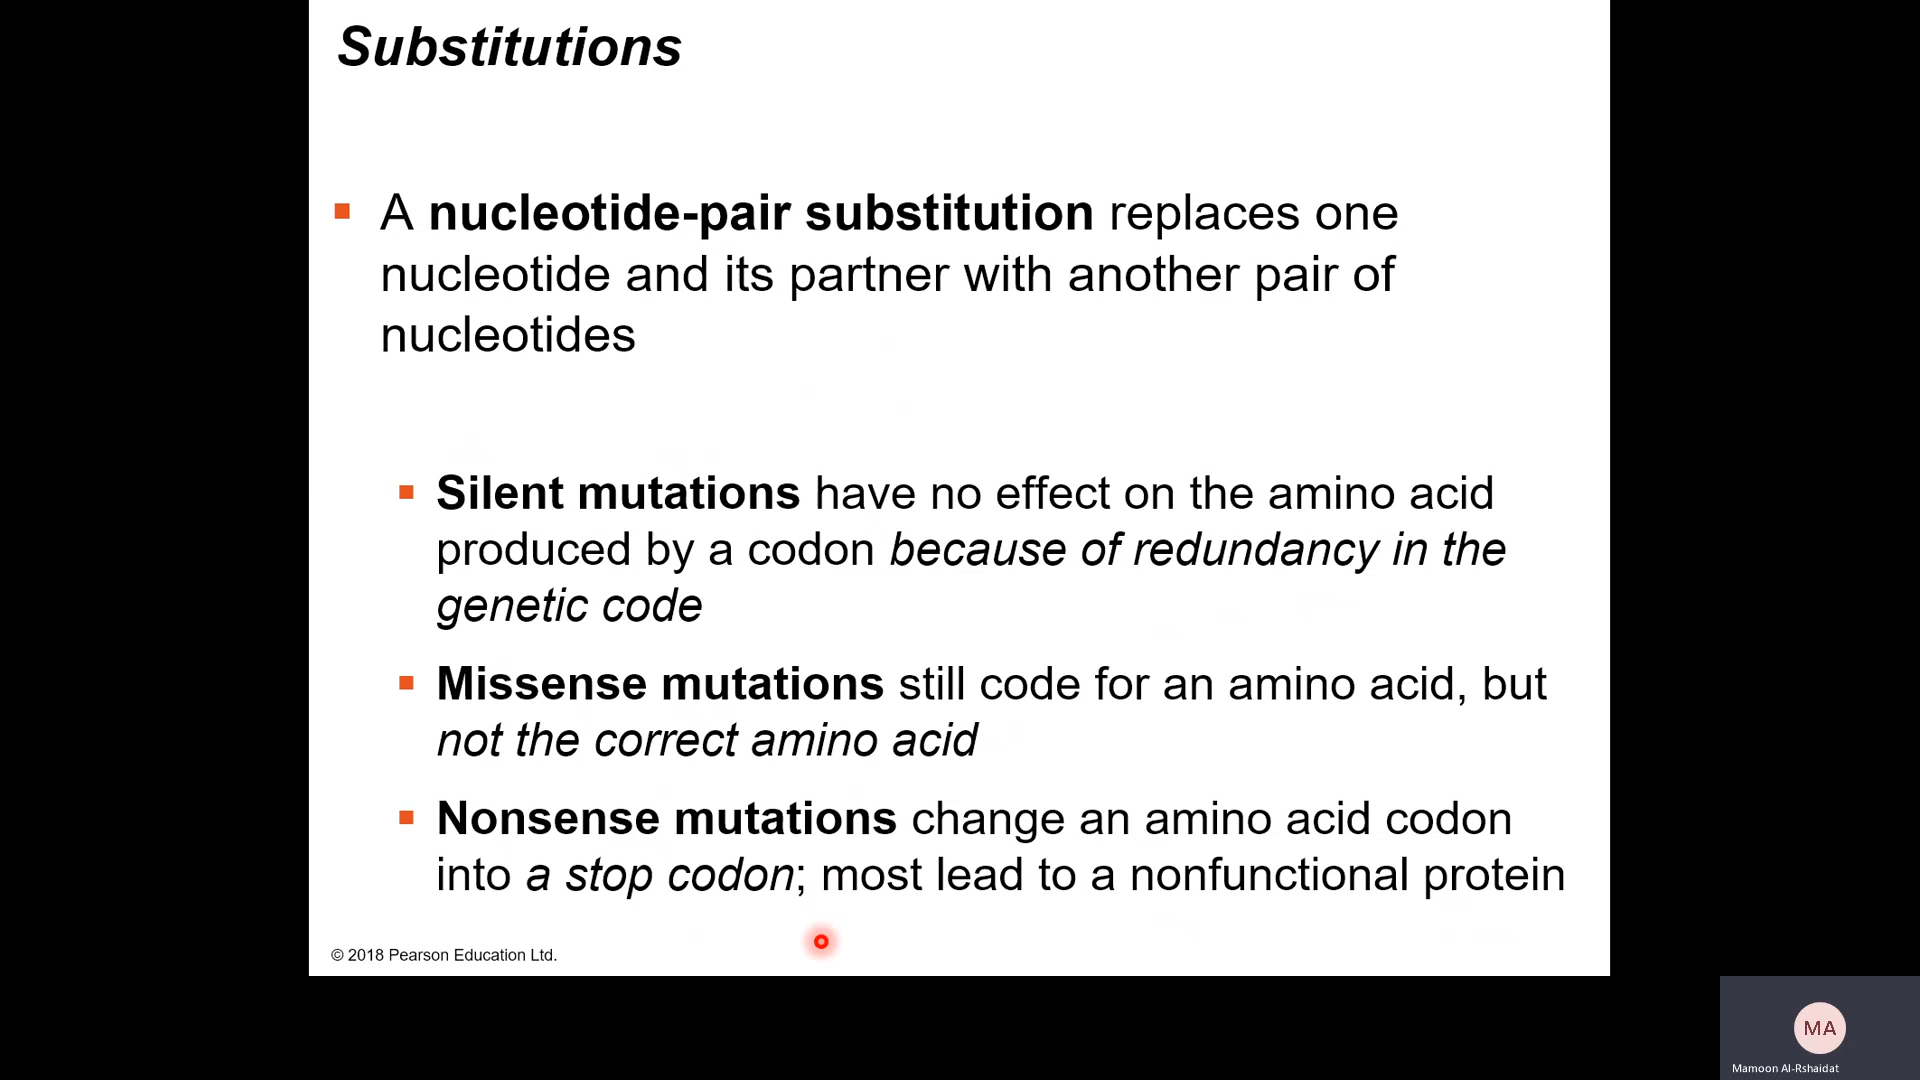 Substitutions
▪ A nucleotide-pair substitution replaces one
nucleotide and its partner with another pair of
nucleotides
▪ Silent mutations have no effect on the amino acid
produced by a codon because of redundancy in the
genetic code
▪ Missense mutations still code for an amino acid, but
not the correct amino acid
▪ Nonsense mutations change an amino acid codon
into a stop codon; most lead to a nonfunctional protein
© 2018 Pearson Education Ltd.
MA
Mamoon Al-Rshaidat